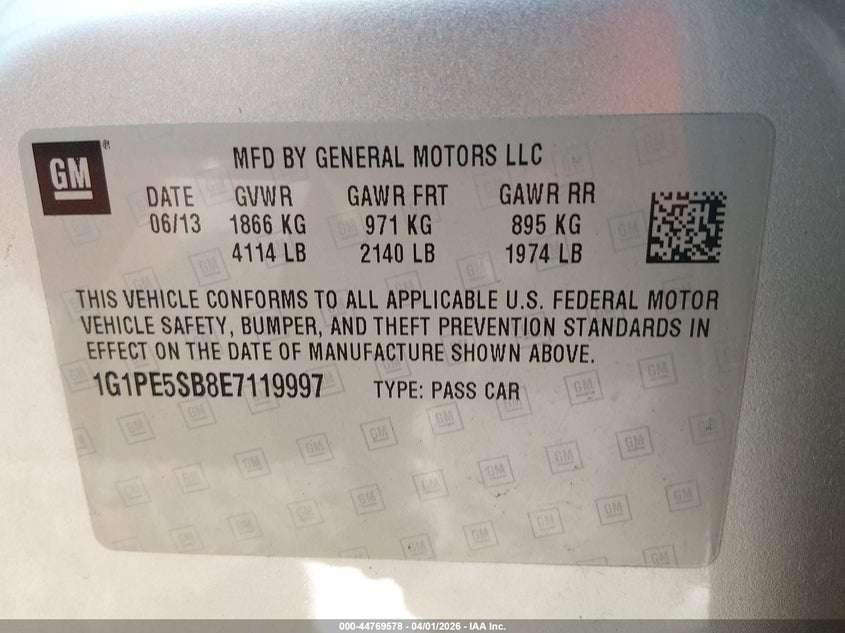 GM ®
MFD BY GENERAL MOTORS LLC
DATE GVWR GAWR FRT GAWR RR
06/13 1866 KG 971 KG 895 KG
4114 LB 2140 LB 1974 LB
THIS VEHICLE CONFORMS TO ALL APPLICABLE U.S. FEDERAL MOTOR
VEHICLE SAFETY, BUMPER, AND THEFT PREVENTION STANDARDS IN
EFFECT ON THE DATE OF MANUFACTURE SHOWN ABOVE.
1G1PE5SB8E7119997 TYPE: PASS CAR
000-44769578 - 04/01/2026 - IAA Inc.